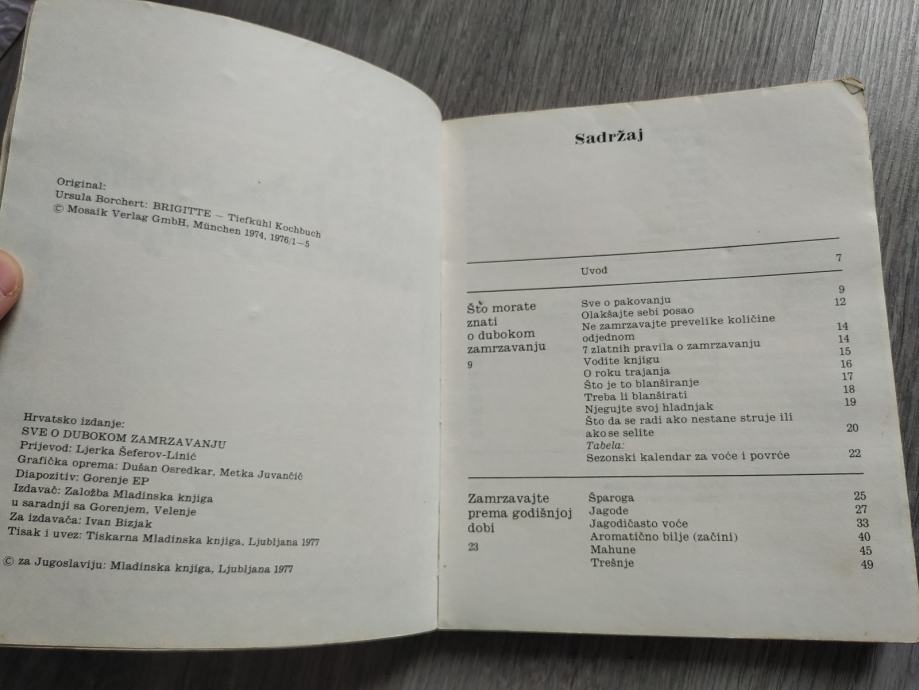 Original:
Ursula Borchert: BRIGITTE — Tiefkühl Kochbuch
© Mosaik Verlag GmbH, München 1974, 1976/1—5
Hrvatsko izdanje:
SVE O DUBOKOM ZAMRZAVANJU
Prijevod: Ljerka Šeferov-Linić
Grafička oprema: Dušan Osredkar, Metka Juvančič
Diapozitiv: Gorenje EP
Izdavač: Založba Mladinska knjiga
u saradnji sa Gorenjem, Velenje
Za izdavača: Ivan Bizjak
Tisak i uvez: Tiskarna Mladinska knjiga, Ljubljana 1977
© za Jugoslaviju: Mladinska knjiga, Ljubljana 1977
Sadržaj
Uvod 7
Što morate
znati
o dubokom
zamrzavanju
9
Sve o pakovanju 9
Olakšajte sebi posao 12
Ne zamrzavajte prevelike količine
odjednom 14
7 zlatnih pravila o zamrzavanju 14
Vodite knjigu 15
O roku trajanja 16
Što je to blanširanje 17
Treba li blanširati 18
Njegujte svoj hladnjak 19
Što da se radi ako nestane struje ili
ako se selite 20
Tabela:
Sezonski kalendar za voće i povrće 22
Zamrzavajte
prema godišnjoj
dobi
23
Šparoga 25
Jagode 27
Jagodičasto voće 33
Aromatično bilje (začini) 40
Mahune 45
Trešnje 49